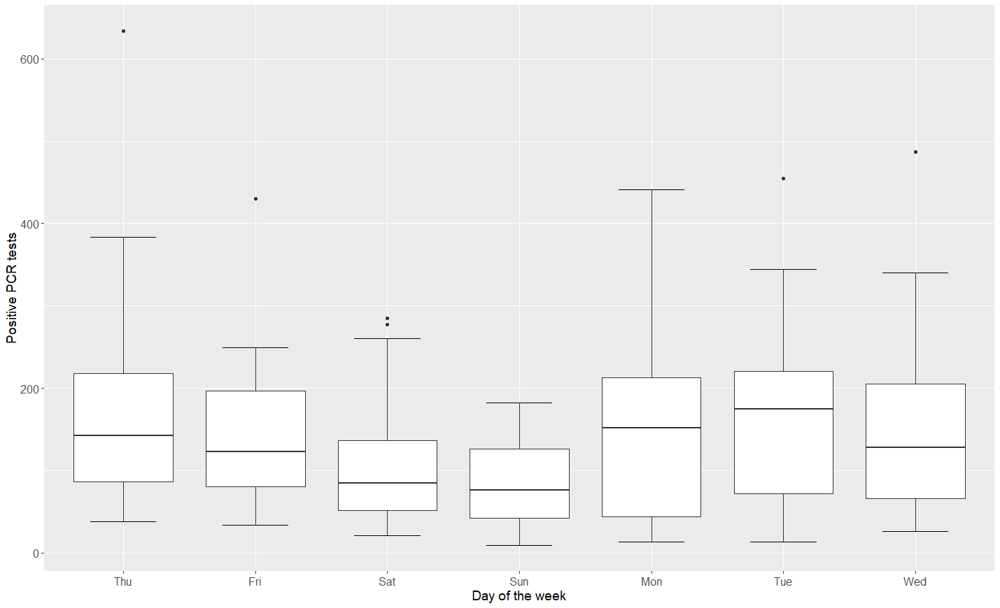 Positive PCR tests
600
400
200
0
Thu Fri Sat Sun Mon Tue Wed
Day of the week